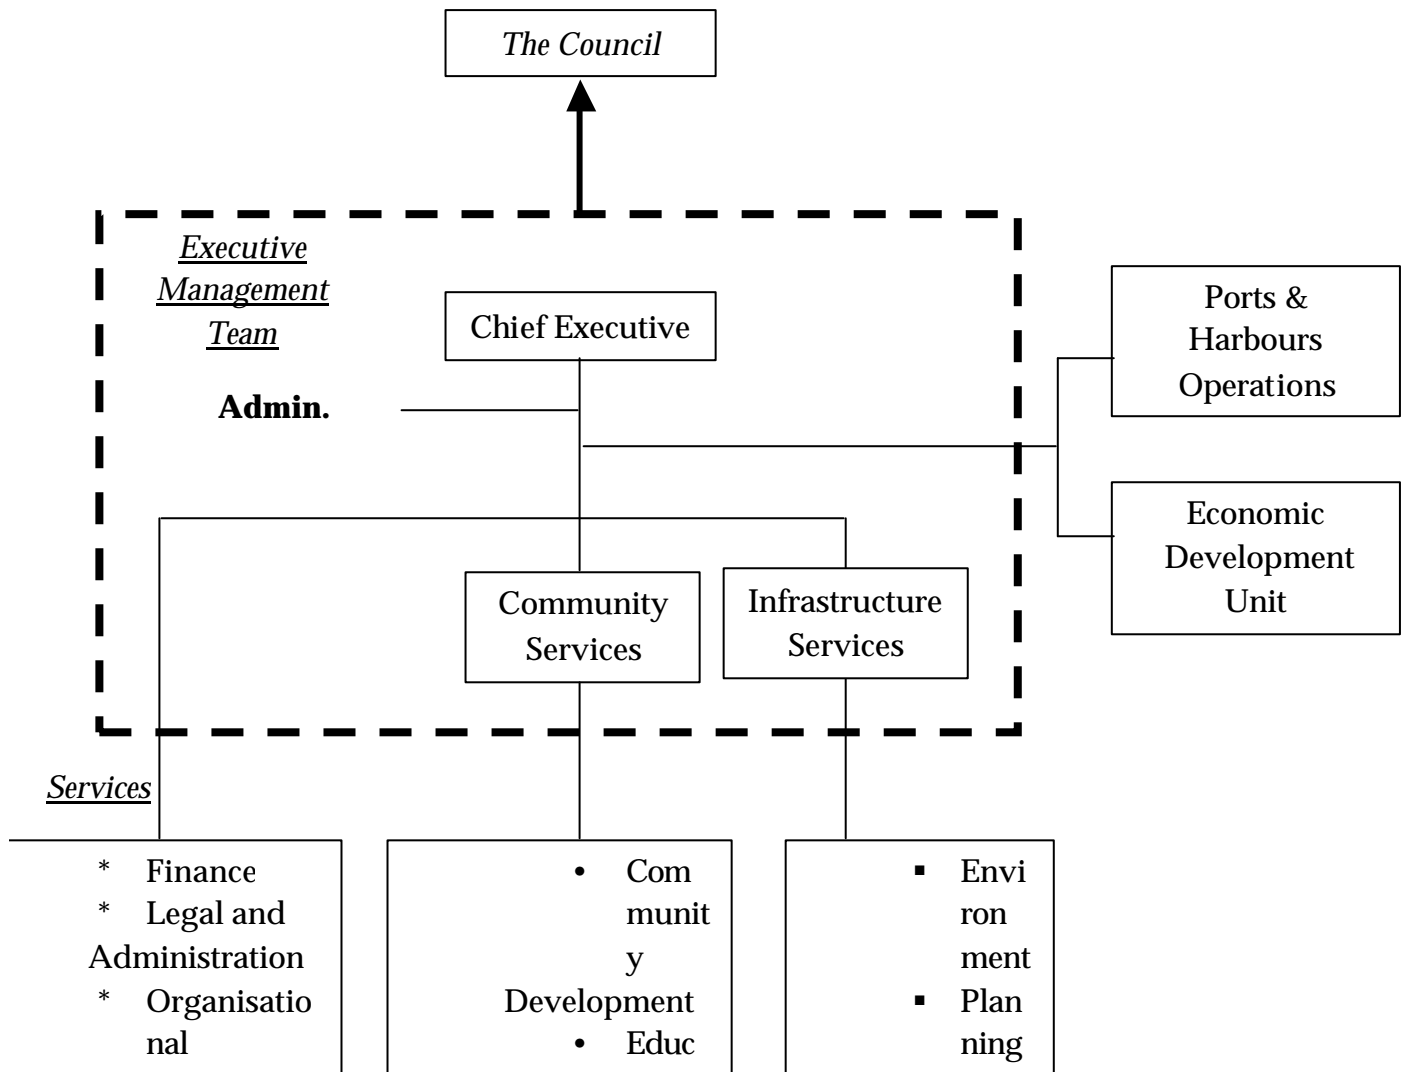 The Council
Executive
Management
Team
Chief Executive
Admin.
Ports &
Harbours
Operations
Economic
Development
Unit
Community
Services
Infrastructure
Services
Services
* Finance
* Legal and
Administration
* Organisatio
nal
• Com
munit
y
Development
• Educ
▪ Envi
ron
ment
▪ Plan
ning